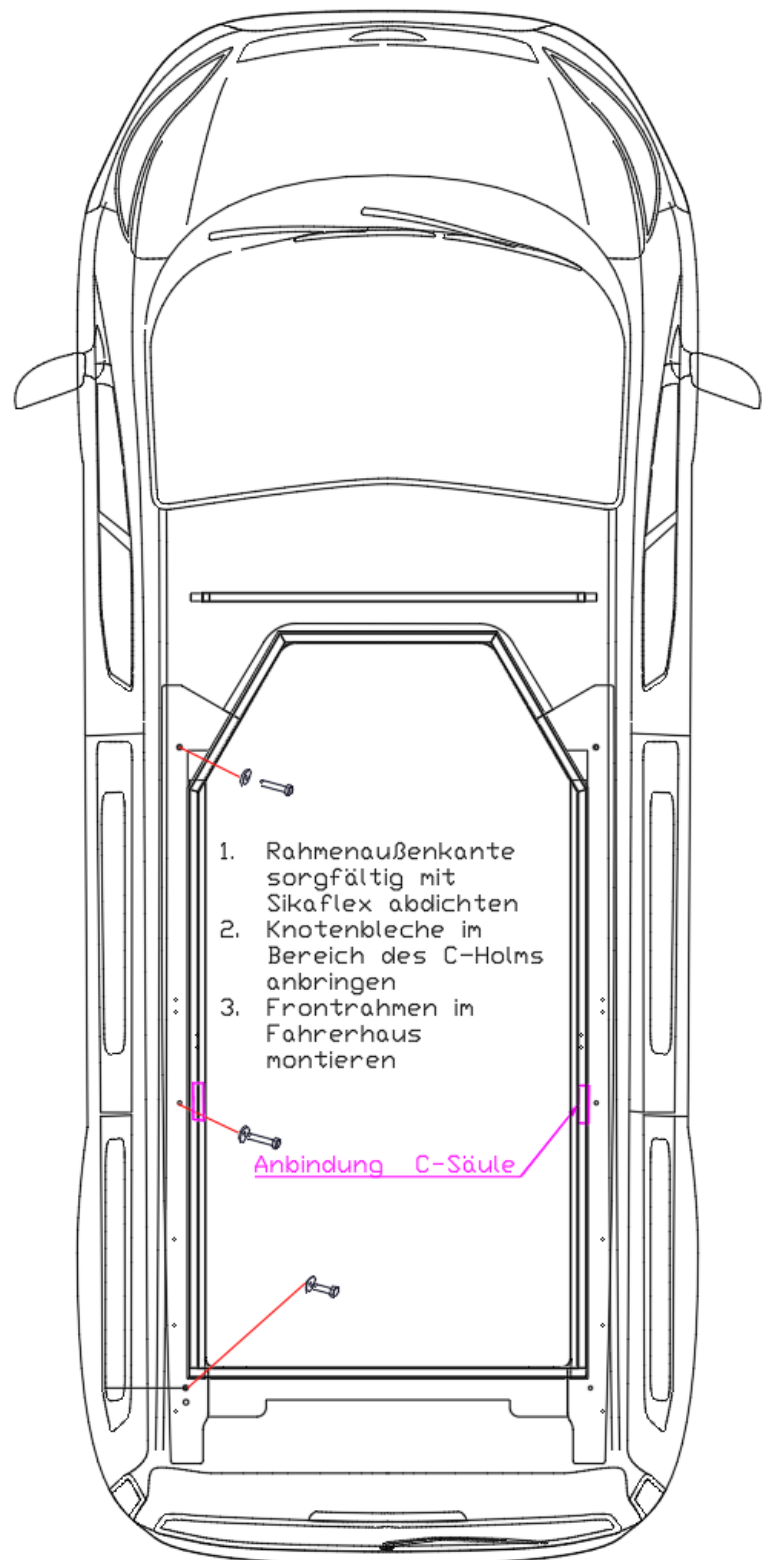 1. Rahmenaußenkante
sorgfältig mit
Sikaflex abdichten
2. Knotenbleche im
Bereich des C-Holms
anbringen
3. Frontrahmen im
Fahrerhaus
montieren
Anbindung C-Säule